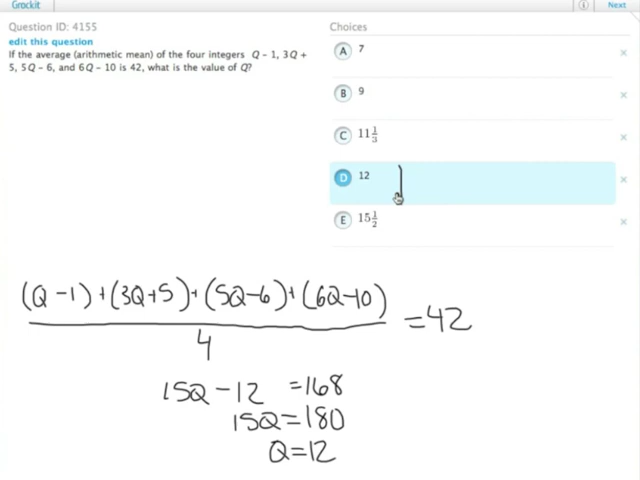 Grockit
Next
Question ID: 4155
edit this question
If the average (arithmetic mean) of the four integers Q - 1, 3Q +
5, 5Q - 6, and 6Q - 10 is 42, what is the value of Q?
Choices
A 7
B 9
C 11 1/3
D 12
E 15 1/2
(Q-1)+(3Q+5)+(5Q-6)+(6Q-10)
=42
4
15Q-12 =168
15Q=180
Q=12